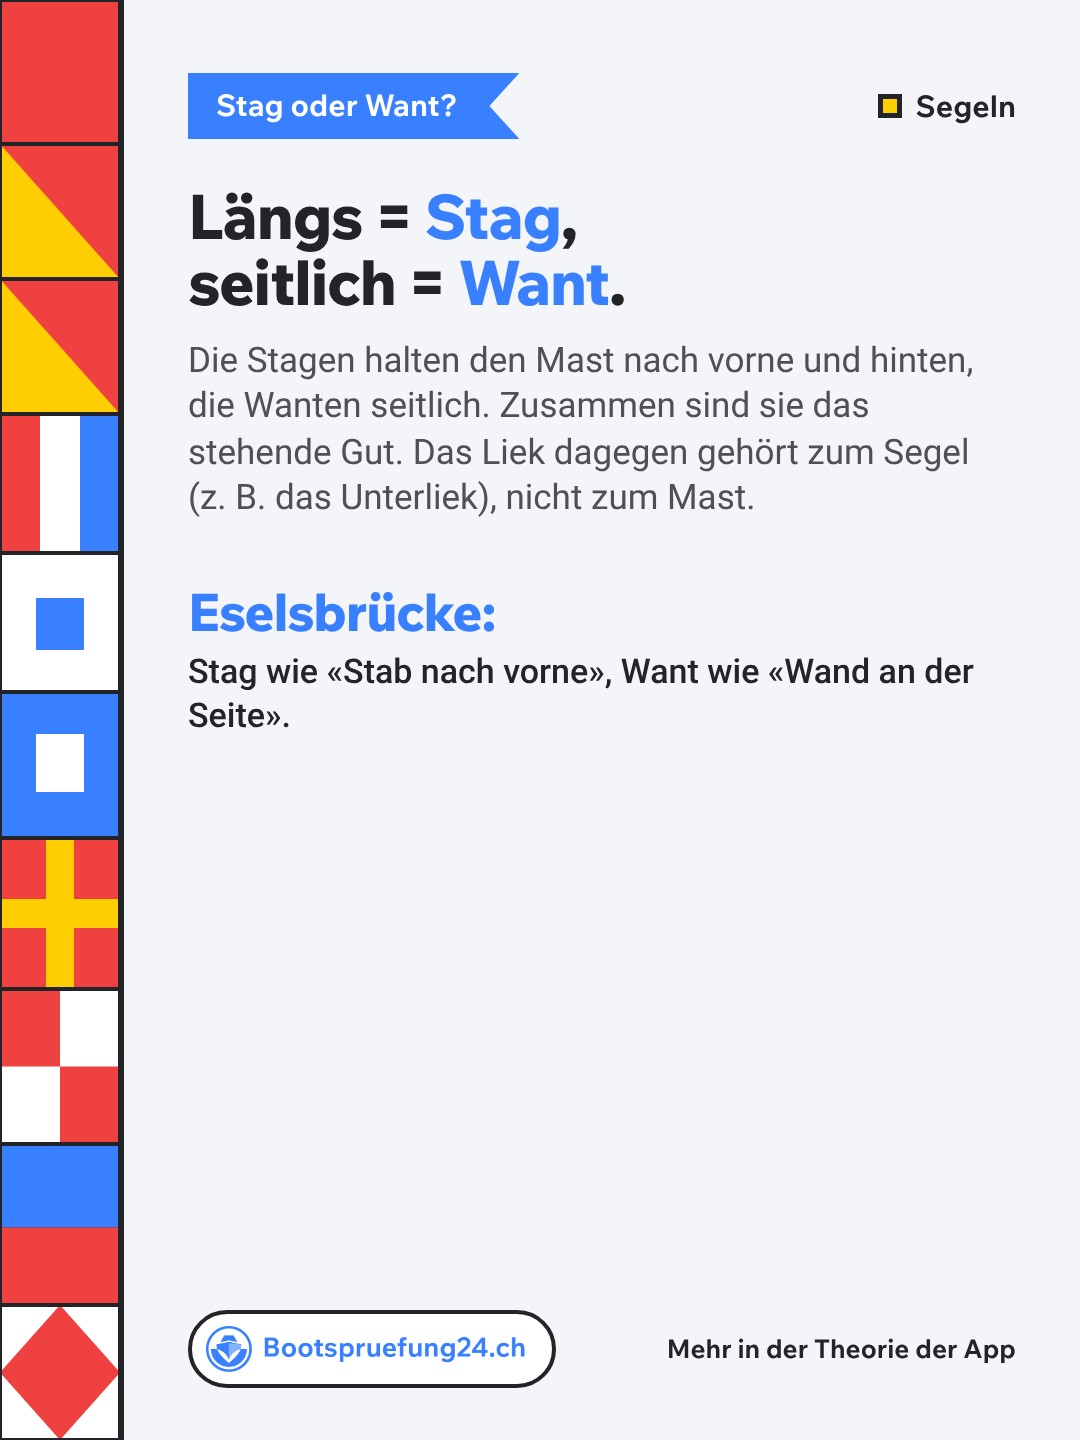 Stag oder Want?
Segeln
Längs = Stag,
seitlich = Want.
Die Stagen halten den Mast nach vorne und hinten,
die Wanten seitlich. Zusammen sind sie das
stehende Gut. Das Liek dagegen gehört zum Segel
(z. B. das Unterliek), nicht zum Mast.
Eselsbrücke:
Stag wie «Stab nach vorne», Want wie «Wand an der
Seite».
Bootspruefung24.ch
Mehr in der Theorie der App